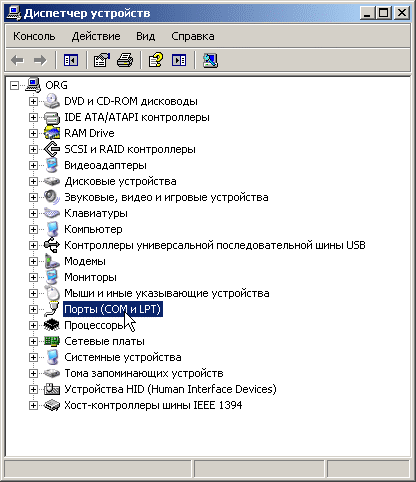 Диспетчер устройств
Консоль Действие Вид Справка
ORG
DVD и CD-ROM дисководы
IDE ATA/ATAPI контроллеры
RAM Drive
SCSI и RAID контроллеры
Видеоадаптеры
Дисковые устройства
Звуковые, видео и игровые устройства
Клавиатуры
Компьютер
Контроллеры универсальной последовательной шины USB
Модемы
Мониторы
Мыши и иные указывающие устройства
Порты (COM и LPT)
Процессоры
Сетевые платы
Системные устройства
Тома запоминающих устройств
Устройства HID (Human Interface Devices)
Хост-контроллеры шины IEEE 1394